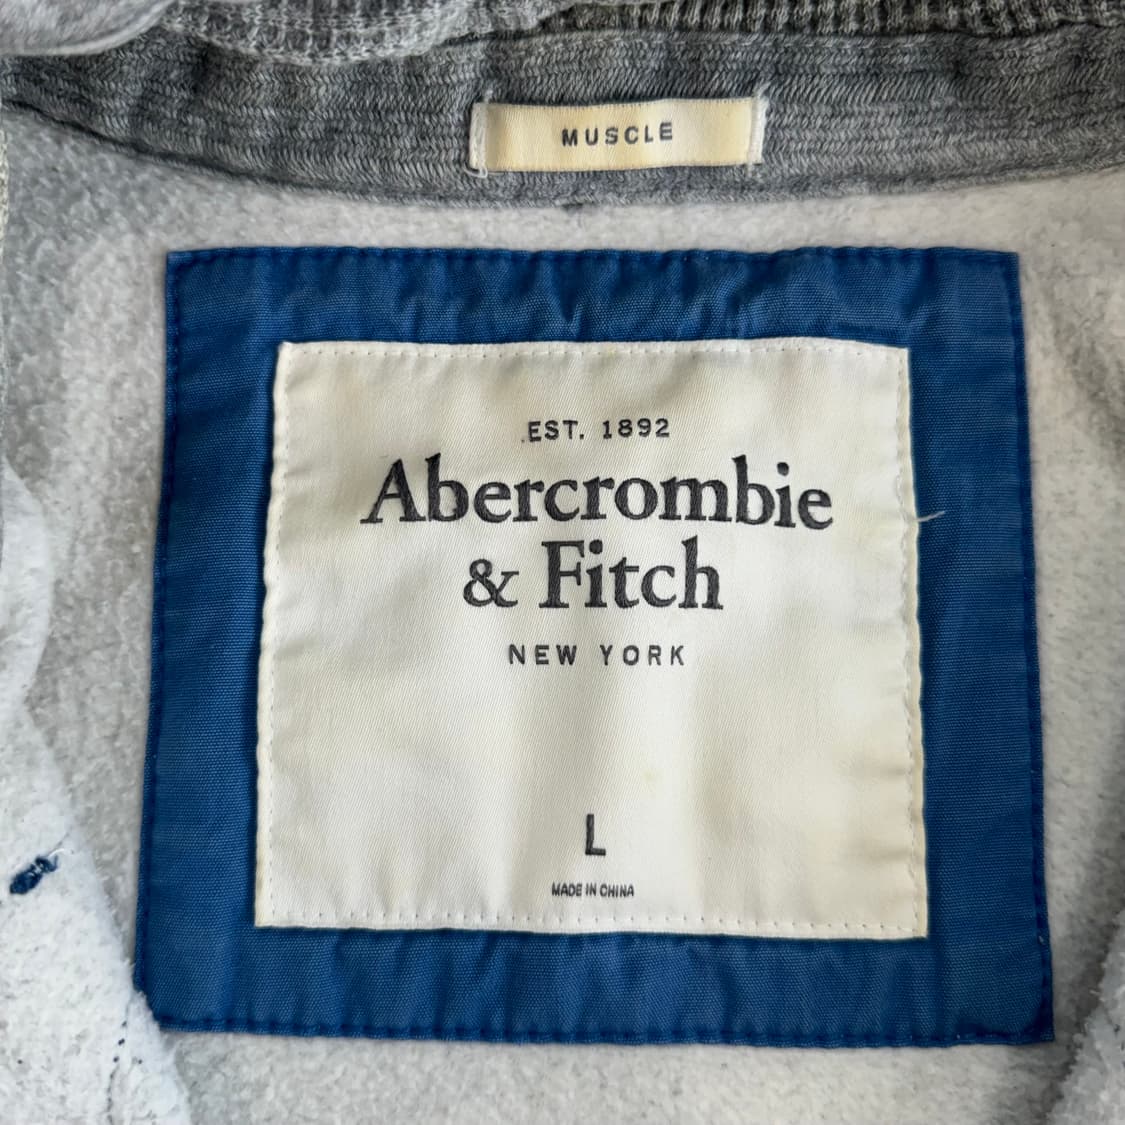 MUSCLE
EST. 1892
Abercrombie
& Fitch
NEW YORK
L
MADE IN CHINA